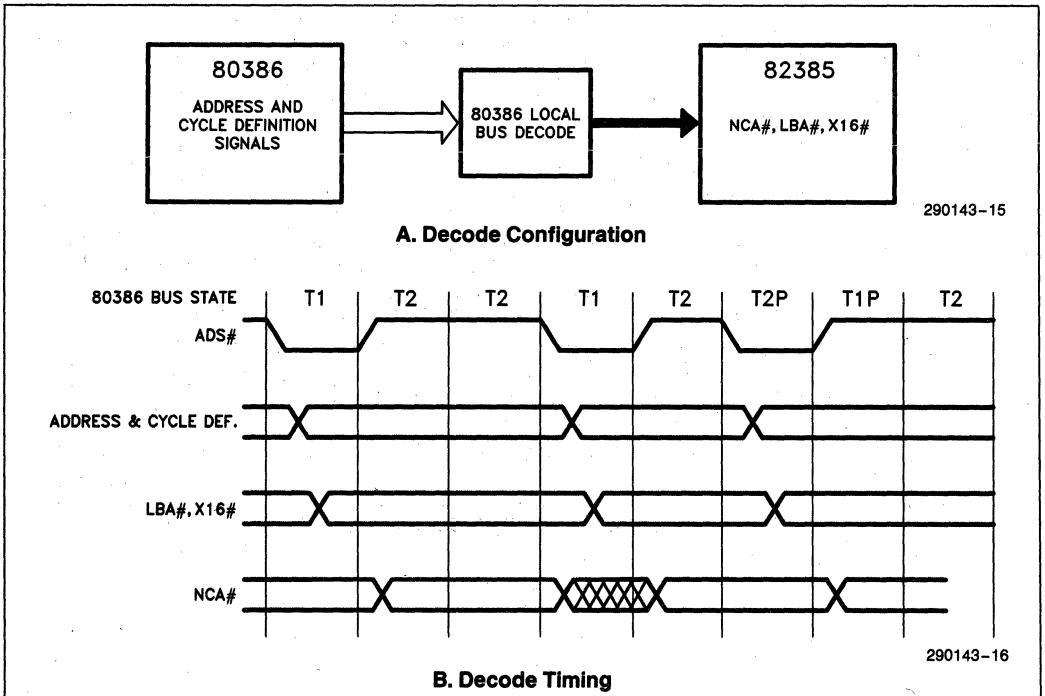 80386
ADDRESS AND
CYCLE DEFINITION
SIGNALS
80386 LOCAL
BUS DECODE
82385
NCA#, LBA#, X16#
290143-15
A. Decode Configuration
80386 BUS STATE T1 T2 T2 T1 T2 T2P T1P T2
ADS#
ADDRESS & CYCLE DEF.
LBA#, X16#
NCA#
290143-16
B. Decode Timing